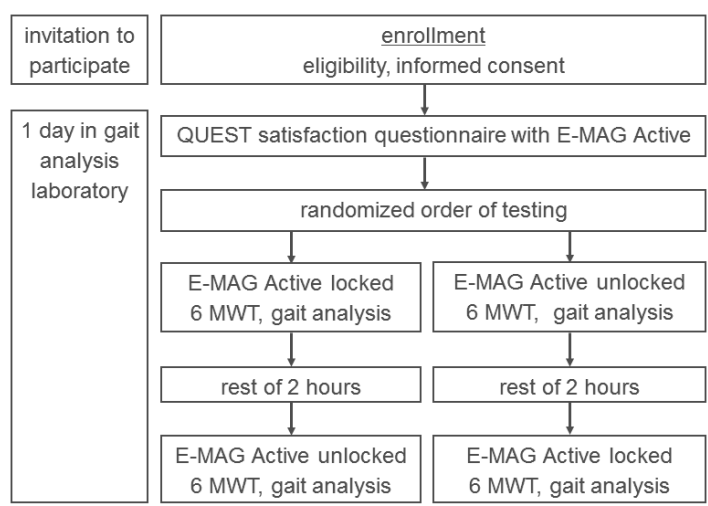 invitation to
participate
enrollment
eligibility, informed consent
1 day in gait
analysis
laboratory
QUEST satisfaction questionnaire with E-MAG Active
randomized order of testing
E-MAG Active locked
6 MWT, gait analysis
E-MAG Active unlocked
6 MWT, gait analysis
rest of 2 hours
rest of 2 hours
E-MAG Active unlocked
6 MWT, gait analysis
E-MAG Active locked
6 MWT, gait analysis